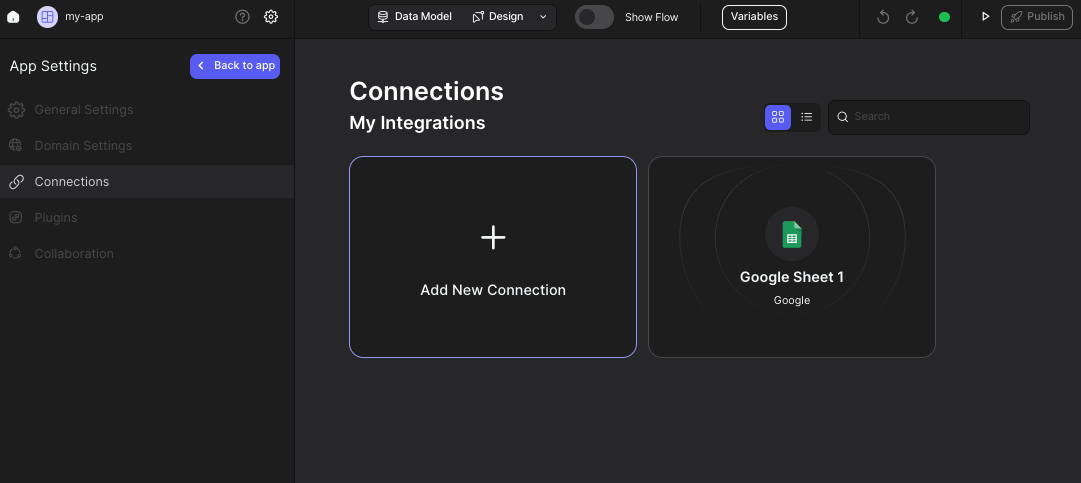 my-app
Data Model
Design
Show Flow
Variables
Publish
App Settings
Back to app
General Settings
Domain Settings
Connections
Plugins
Collaboration
Connections
My Integrations
Search
Add New Connection
Google Sheet 1
Google